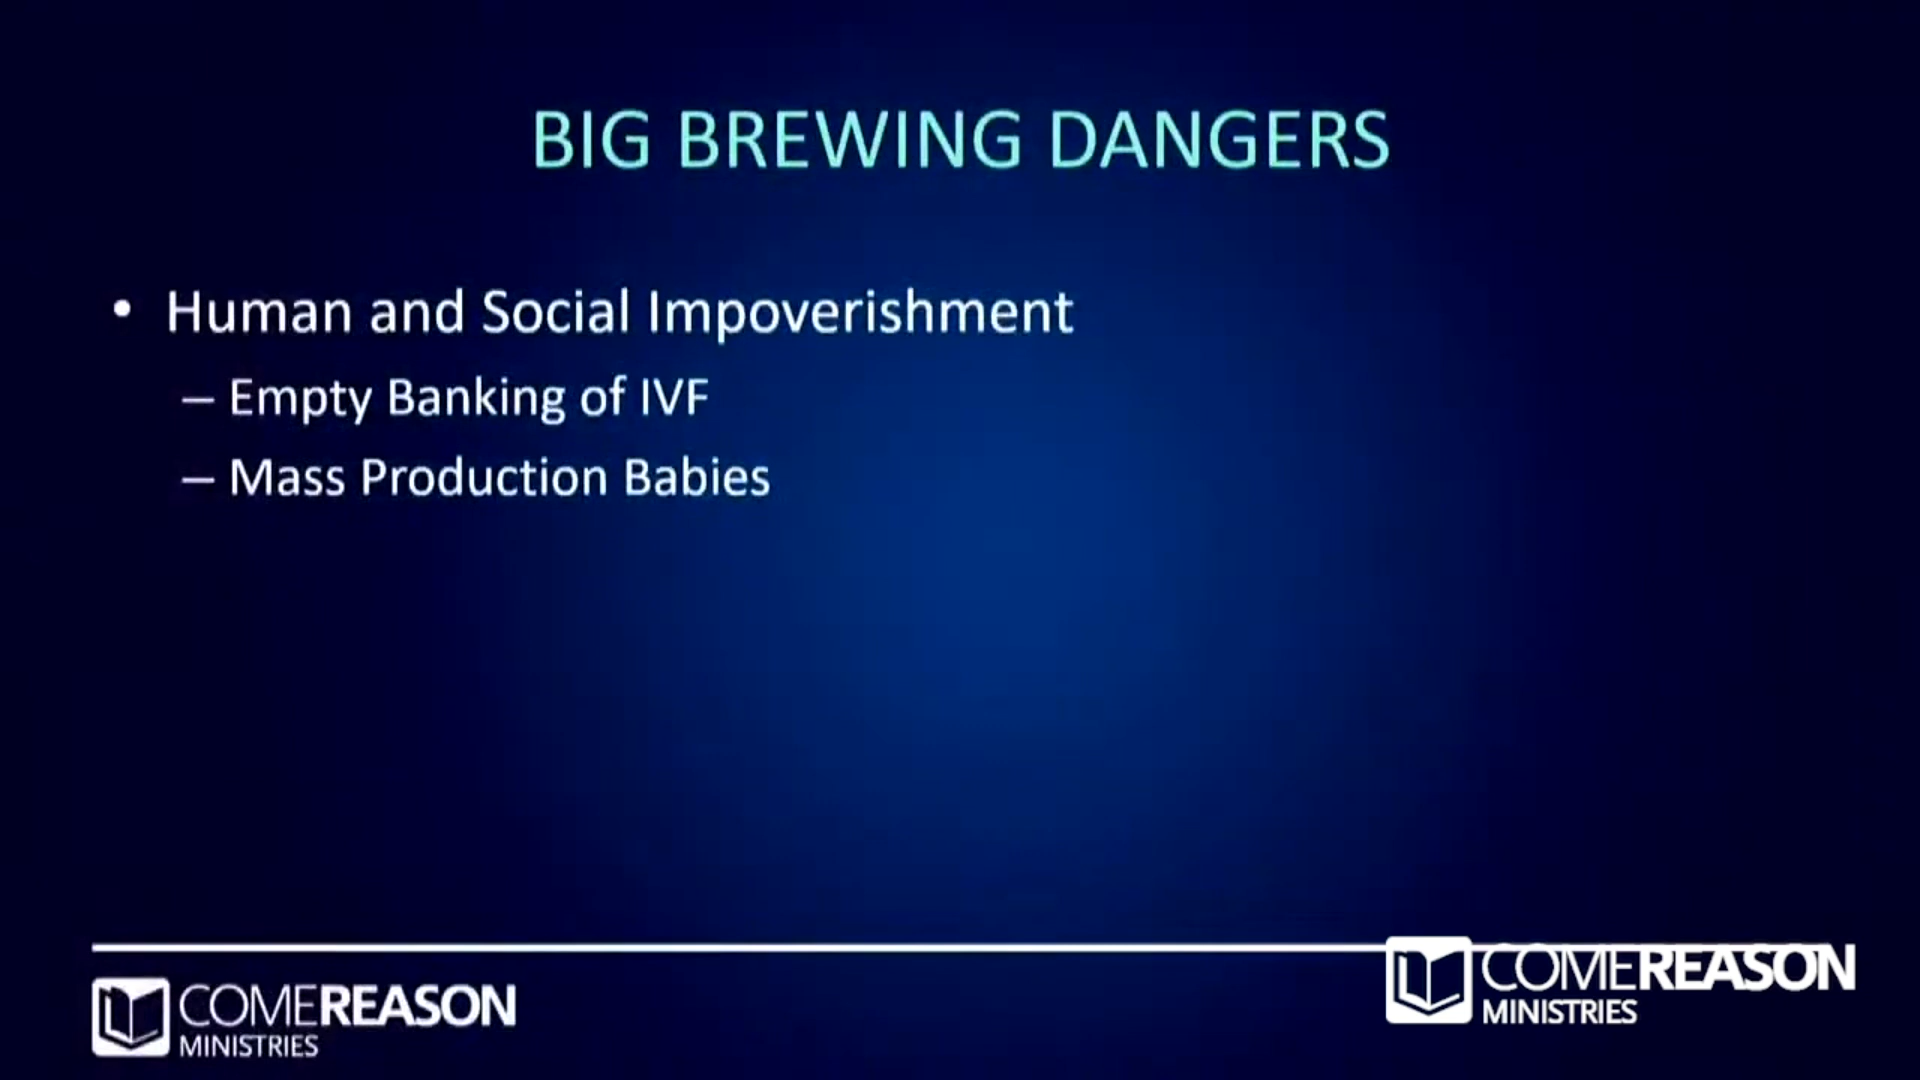 BIG BREWING DANGERS
• Human and Social Impoverishment
– Empty Banking of IVF
– Mass Production Babies
COMEREASON
MINISTRIES
COMEREASON
MINISTRIES